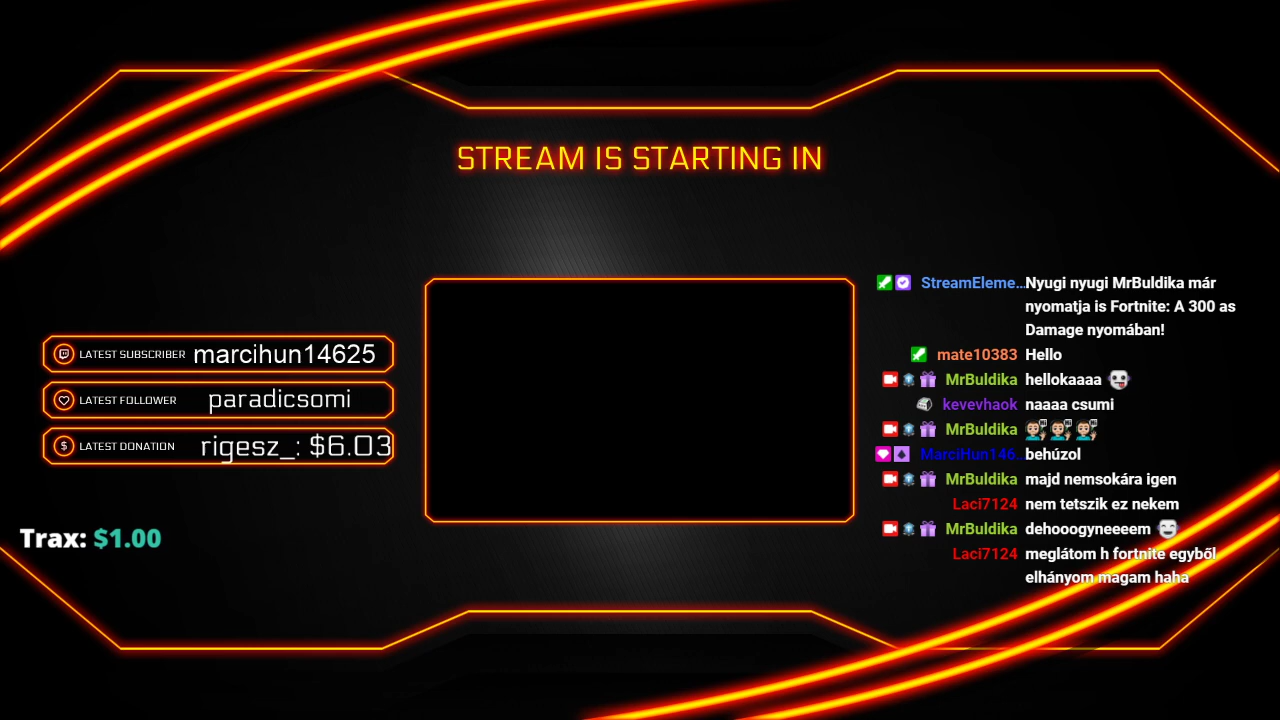 STREAM IS STARTING IN
LATEST SUBSCRIBER marcihun14625
LATEST FOLLOWER paradicsomi
LATEST DONATION rigesz_: $6.03
Trax: $1.00
StreamEleme... Nyugi nyugi MrBuldika már
nyomatja is Fortnite: A 300 as
Damage nyomában!
mate10383 Hello
MrBuldika hellokaaaa
kevevhaok naaaa csumi
MrBuldika
MarciHun146... behúzol
MrBuldika majd nemsokára igen
Laci7124 nem tetszik ez nekem
MrBuldika dehooogyneeeem
Laci7124 meglátom h fortnite egyből
elhányom magam haha